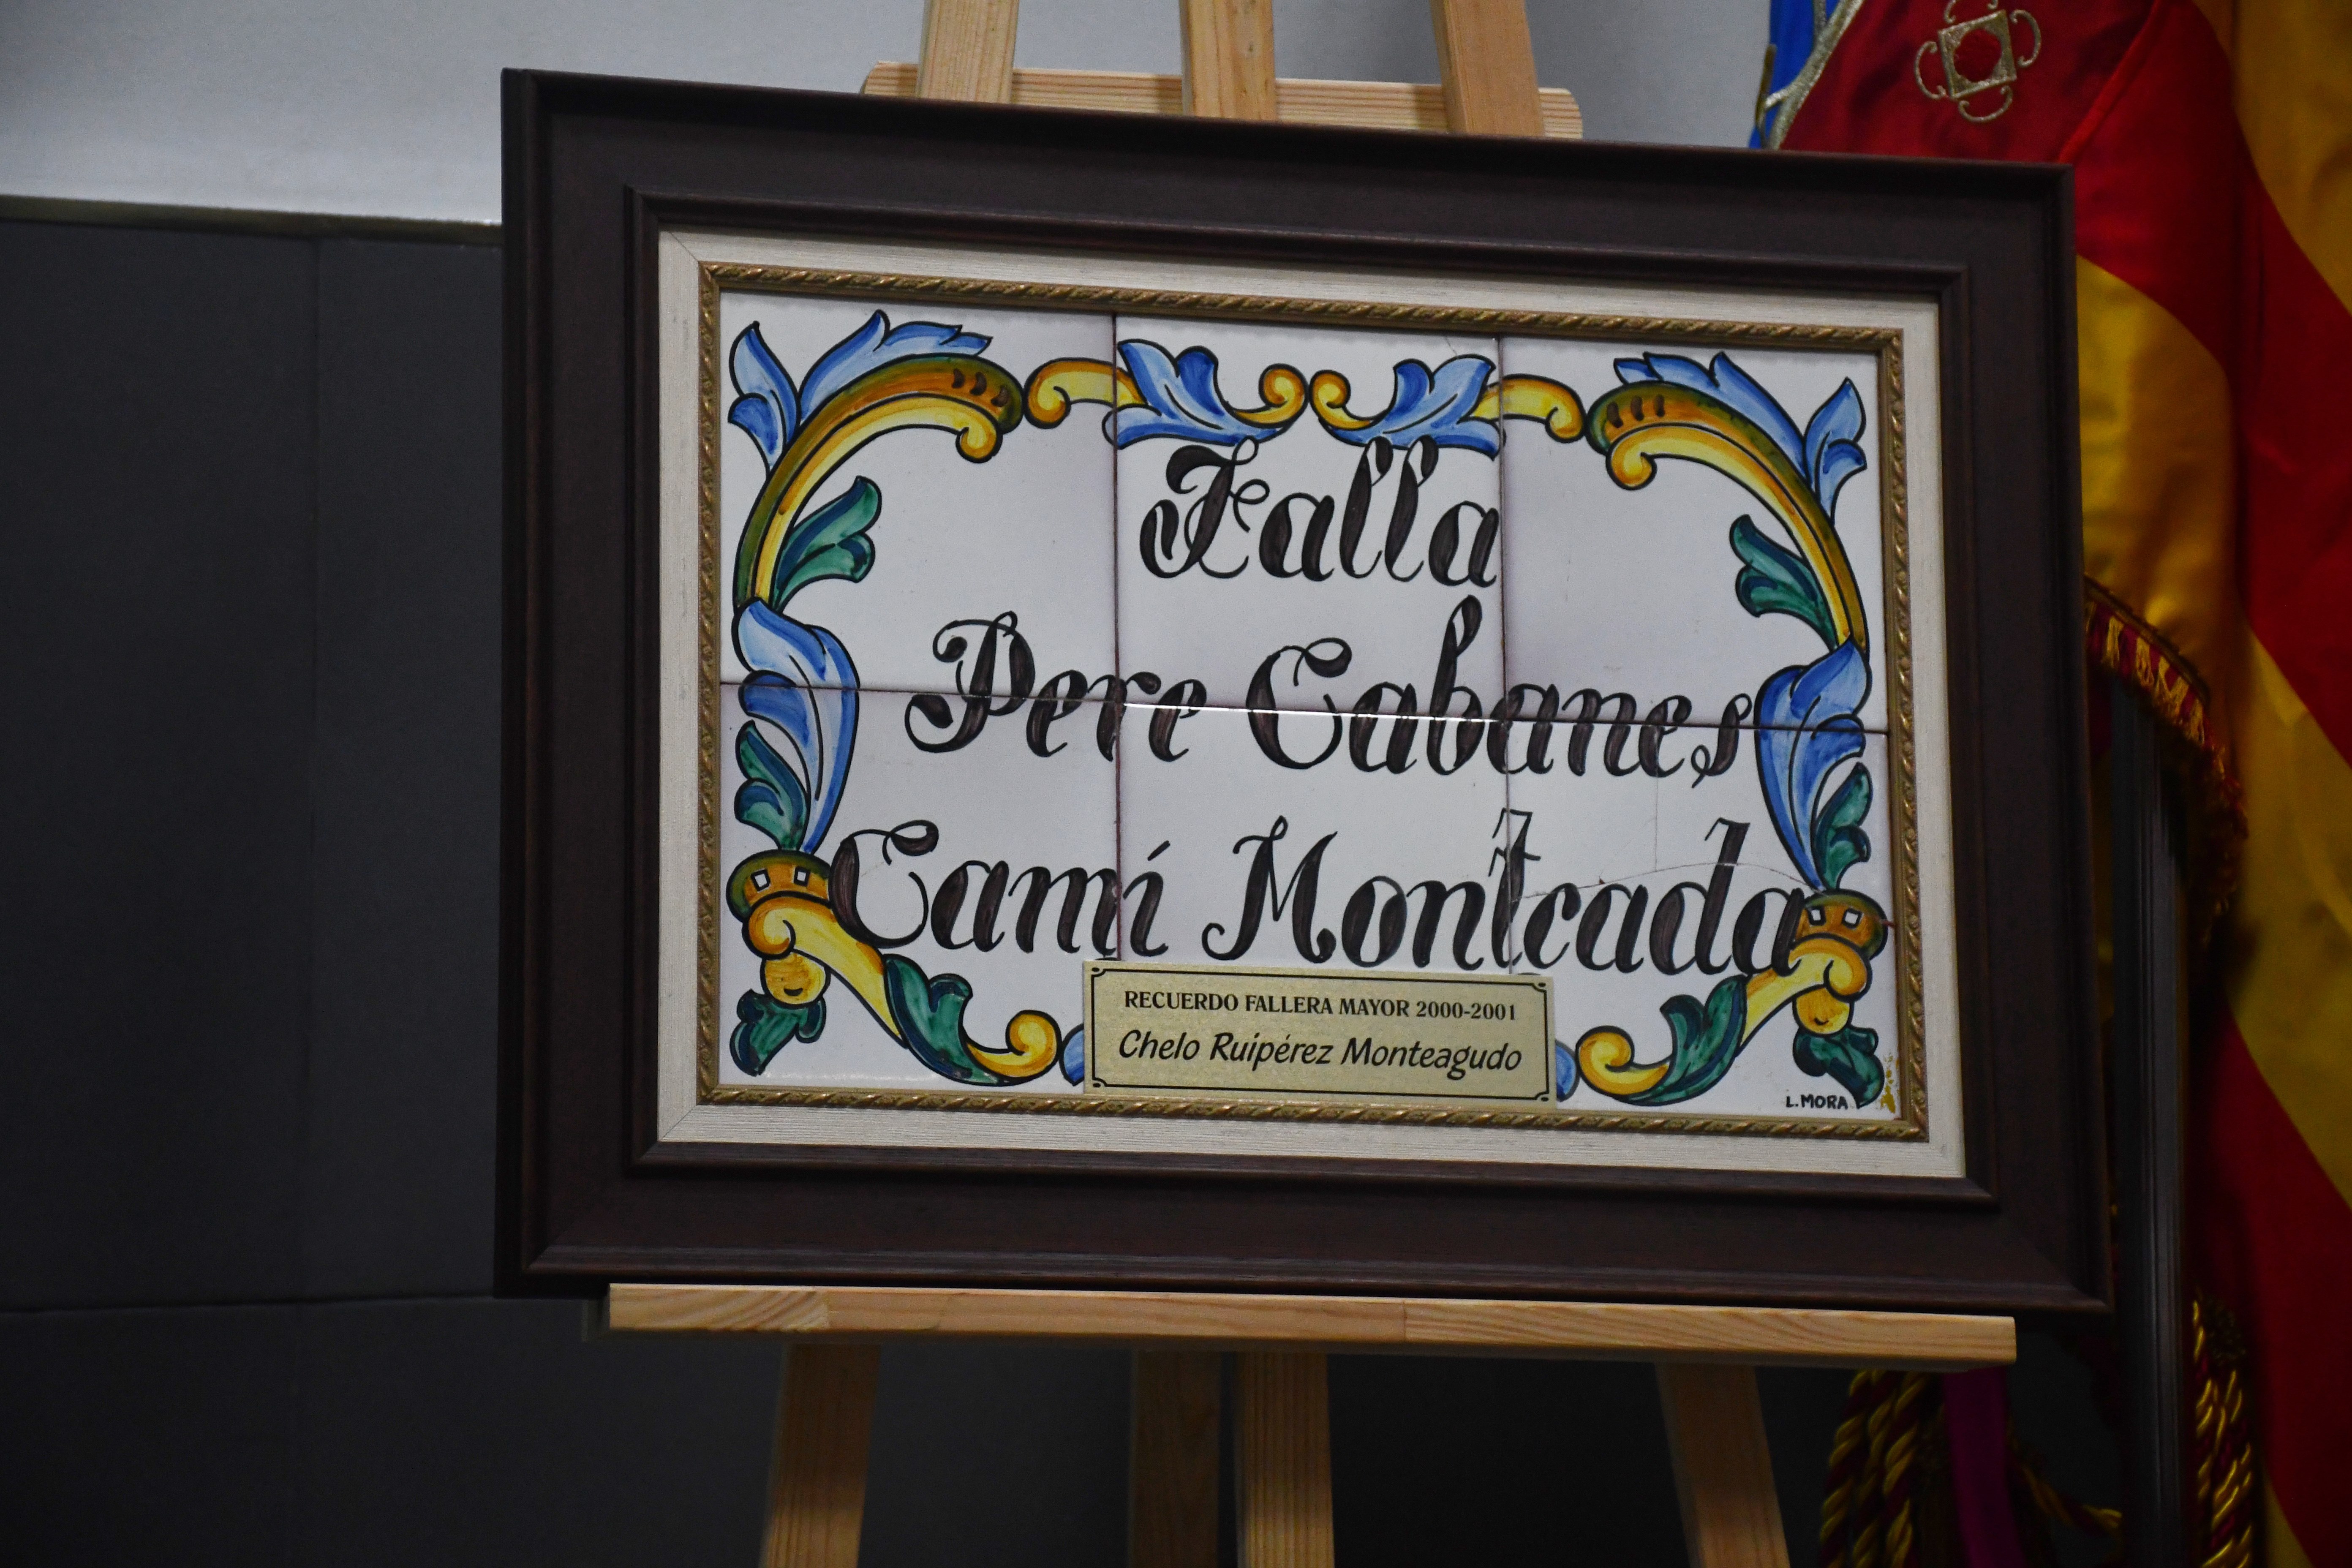 Falla
Pere Cabanes
Camí Montcada
RECUERDO FALLERA MAYOR 2000-2001
Chelo Ruipérez Monteagudo
L.MORA